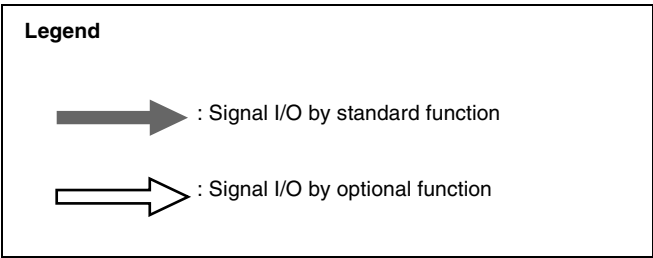 Legend
: Signal I/O by standard function
: Signal I/O by optional function